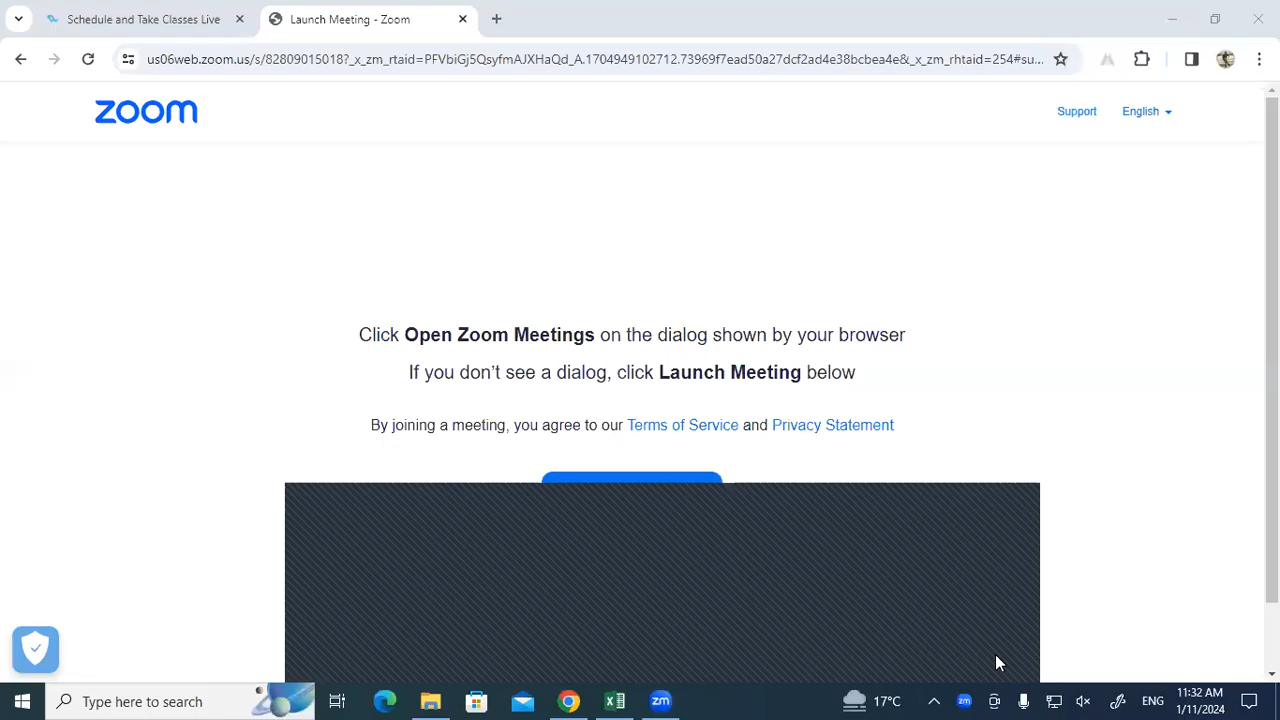 Schedule and Take Classes Live
Launch Meeting - Zoom
us06web.zoom.us/s/82809015018?_x_zm_rtaid=PFVbiGj5QsyfmAJXHaQd_A.1704949102712.73969f7ead50a27dcf2ad4e38bcbea4e&_x_zm_rhtaid=254#su...
zoom
Support
English
Click Open Zoom Meetings on the dialog shown by your browser
If you don’t see a dialog, click Launch Meeting below
By joining a meeting, you agree to our Terms of Service and Privacy Statement
Type here to search
zm
17°C
zm
ENG
11:32 AM
1/11/2024